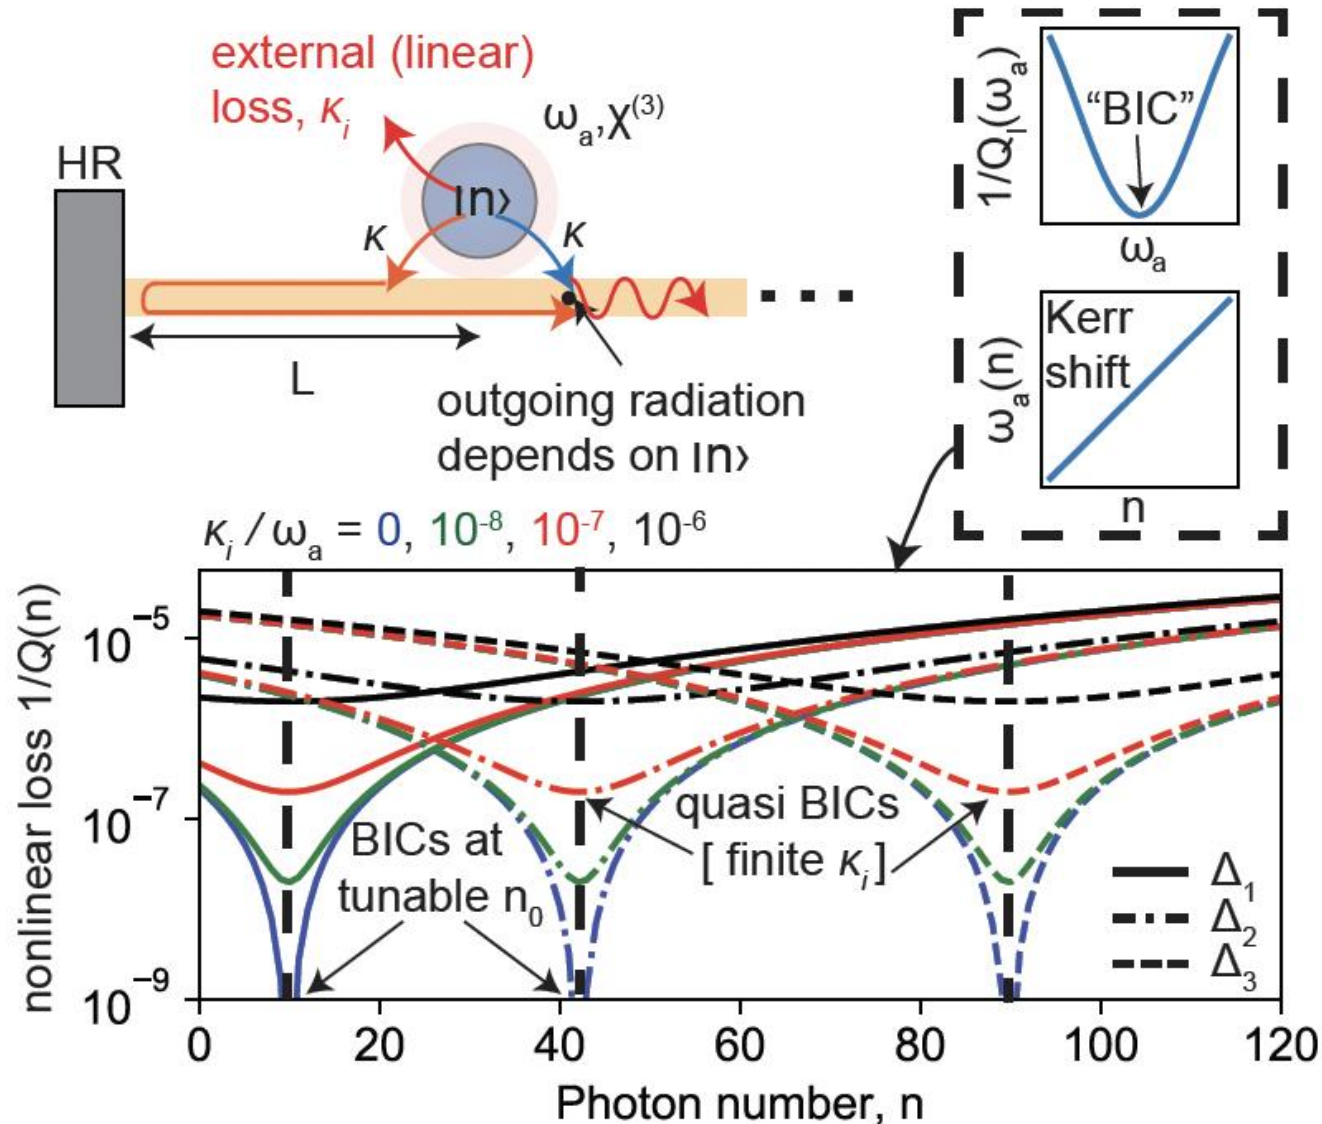 external (linear)
loss, κᵢ
ωₐ,χ⁽³⁾
HR
|n⟩
κ
κ
L
outgoing radiation
depends on |n⟩
1/Qₗ(ωₐ)
“BIC”
ωₐ
Kerr
shift
ωₐ(n)
n
κᵢ / ωₐ = 0, 10⁻⁸, 10⁻⁷, 10⁻⁶
nonlinear loss 1/Q(n)
10⁻⁵
10⁻⁷
10⁻⁹
BICs at
tunable n₀
quasi BICs
[ finite κᵢ ]
Δ₁
Δ₂
Δ₃
0 20 40 60 80 100 120
Photon number, n